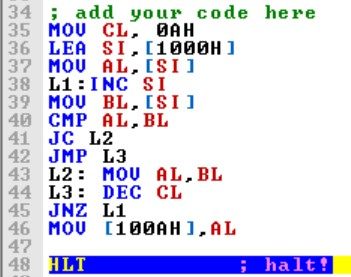 34 ; add your code here
35 MOV CL, 0AH
36 LEA SI,[1000H]
37 MOV AL,[SI]
38 L1:INC SI
39 MOV BL,[SI]
40 CMP AL,BL
41 JC L2
42 JMP L3
43 L2: MOV AL,BL
44 L3: DEC CL
45 JNZ L1
46 MOV [100AH],AL
47
48 HLT ; halt!